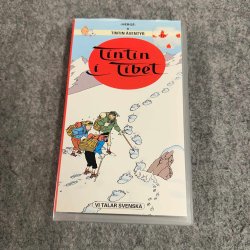 HERGÉ
TINTIN ÄVENTYR
Tintin
i Tibet
VI TALAR SVENSKA